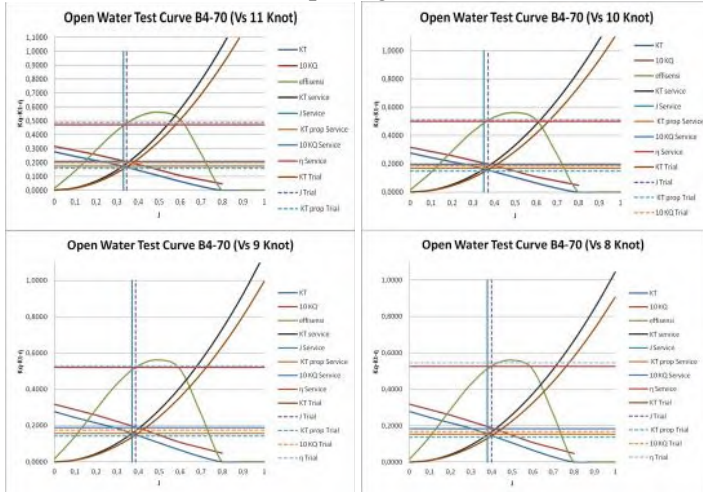 Open Water Test Curve B4-70 (Vs 11 Knot)
Kq-Kt-η
1,1000
1,0000
0,9000
0,8000
0,7000
0,6000
0,5000
0,4000
0,3000
0,2000
0,1000
0,0000
0 0,1 0,2 0,3 0,4 0,5 0,6 0,7 0,8 0,9 1
J
KT
10 KQ
effisensi
KT service
J Service
KT prop Service
10 KQ Service
η Service
KT Trial
J Trial
KT prop Trial
Open Water Test Curve B4-70 (Vs 10 Knot)
Kq-Kt-η
1,0000
0,8000
0,6000
0,4000
0,2000
0,0000
0 0,1 0,2 0,3 0,4 0,5 0,6 0,7 0,8 0,9 1
J
KT
10 KQ
effisensi
KT service
J Service
KT prop Service
10 KQ Service
η Service
KT Trial
J Trial
KT prop Trial
10 KQ Trial
Open Water Test Curve B4-70 (Vs 9 Knot)
Kq-Kt-η
1,0000
0,8000
0,6000
0,4000
0,2000
0,0000
0 0,1 0,2 0,3 0,4 0,5 0,6 0,7 0,8 0,9 1
J
KT
10 KQ
effisensi
KT service
J Service
KT prop Service
10 KQ Service
η Service
KT Trial
J Trial
KT prop Trial
10 KQ Trial
η Trial
Open Water Test Curve B4-70 (Vs 8 Knot)
Kq-Kt-η
1,0000
0,8000
0,6000
0,4000
0,2000
0,0000
0 0,1 0,2 0,3 0,4 0,5 0,6 0,7 0,8 0,9 1
J
KT
10 KQ
effisensi
KT service
J Service
KT prop Service
10 KQ Service
η Service
KT Trial
J Trial
KT prop Trial
10 KQ Trial
η Trial